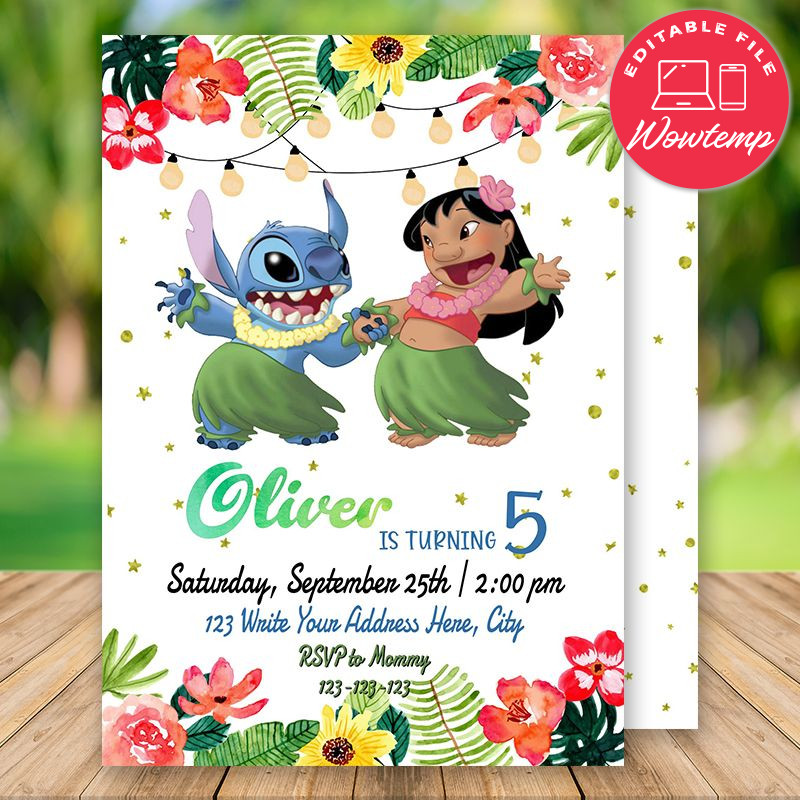 EDITABLE FILE
Wowtemp
Oliver
IS TURNING 5
Saturday, September 25th | 2:00 pm
123 Write Your Address Here, City
RSVP to Mommy
123-123-123